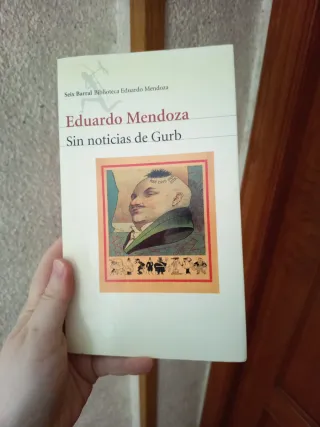 Seix Barral Biblioteca Eduardo Mendoza
Eduardo Mendoza
Sin noticias de Gurb